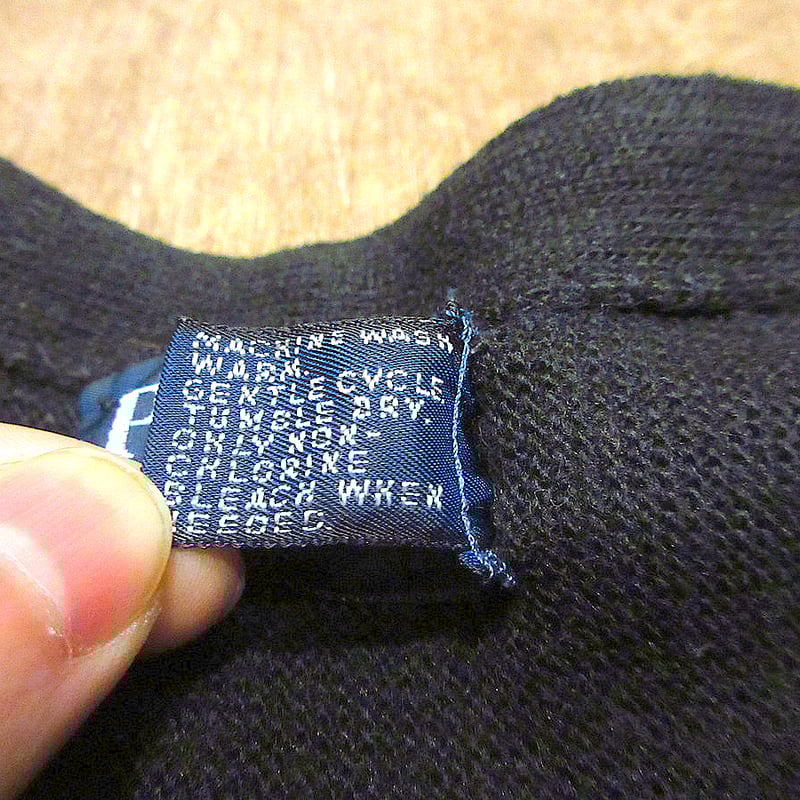 MACHINE WASH
WARM.
GENTLE CYCLE
TUMBLE DRY.
ONLY NON-
CHLORINE
BLEACH WHEN
NEEDED